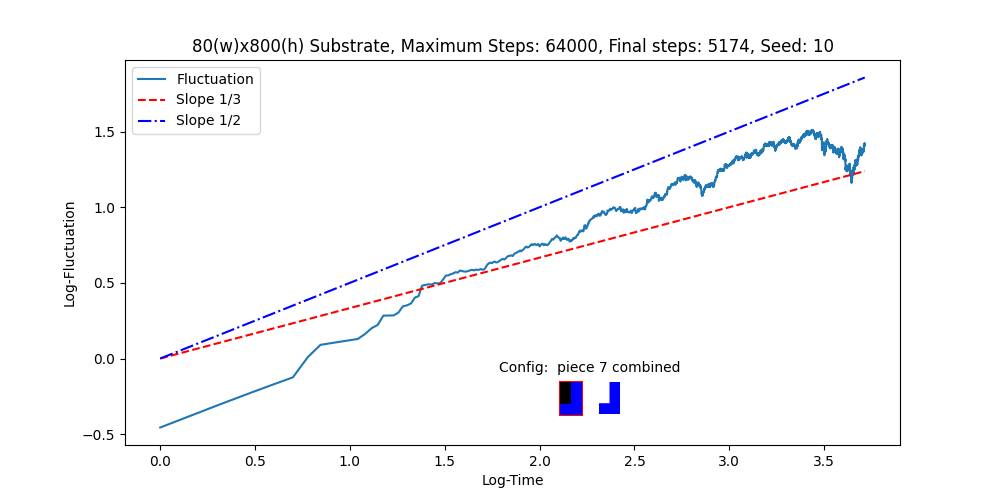 80(w)x800(h) Substrate, Maximum Steps: 64000, Final steps: 5174, Seed: 10
Fluctuation
Slope 1/3
Slope 1/2
Log-Fluctuation
1.5
1.0
0.5
0.0
−0.5
Config:  piece 7 combined
0.0 0.5 1.0 1.5 2.0 2.5 3.0 3.5
Log-Time